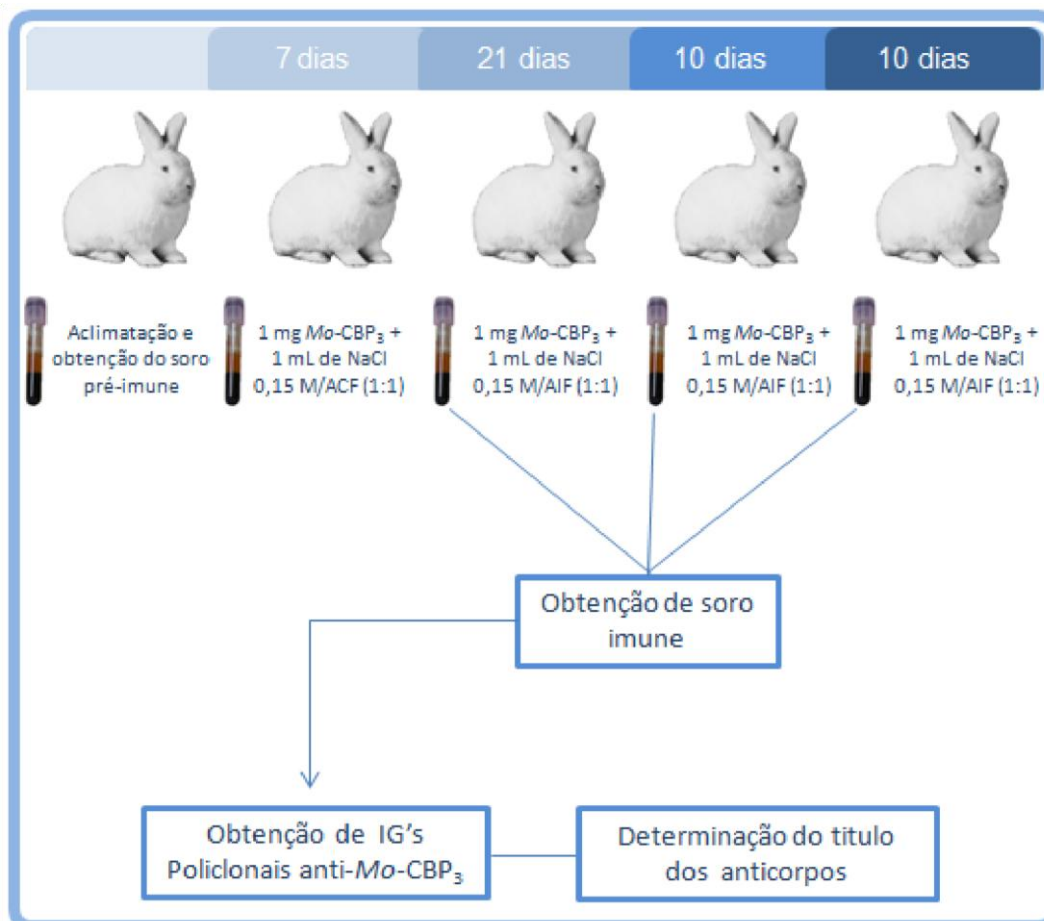 7 dias
21 dias
10 dias
10 dias
Aclimatação e
obtenção do soro
pré-imune
1 mg Mo-CBP₃ +
1 mL de NaCl
0,15 M/ACF (1:1)
1 mg Mo-CBP₃ +
1 mL de NaCl
0,15 M/AIF (1:1)
1 mg Mo-CBP₃ +
1 mL de NaCl
0,15 M/AIF (1:1)
1 mg Mo-CBP₃ +
1 mL de NaCl
0,15 M/AIF (1:1)
Obtenção de soro
imune
Obtenção de IG's
Policlonais anti-Mo-CBP₃
Determinação do titulo
dos anticorpos